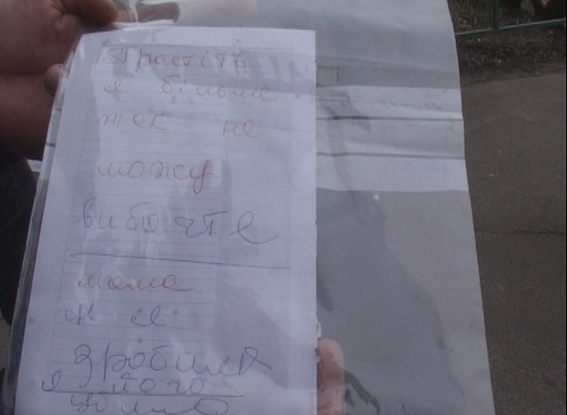 Простіть
я більше
так не
можу
вибачте
мама
я
зробила
я його